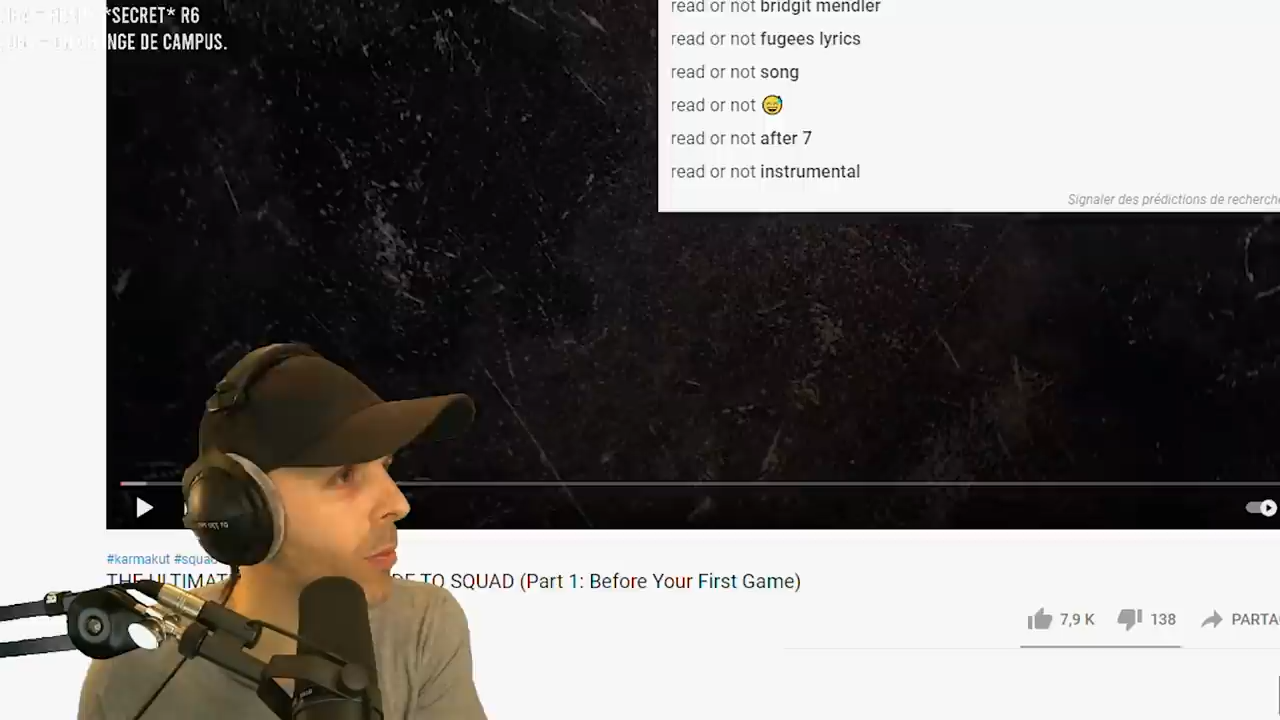 *SECRET* R6
NGE DE CAMPUS.
read or not bridgit mendler
read or not fugees lyrics
read or not song
read or not 😅
read or not after 7
read or not instrumental
Signaler des prédictions de recherche
#karmakut #squad
THE ULTIMAT DE TO SQUAD (Part 1: Before Your First Game)
7,9 K 138 PARTA